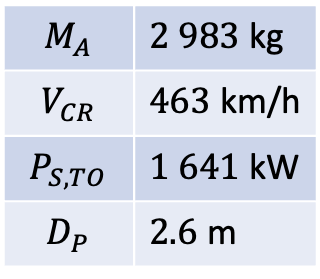 M_A 2 983 kg
V_CR 463 km/h
P_S,TO 1 641 kW
D_P 2.6 m